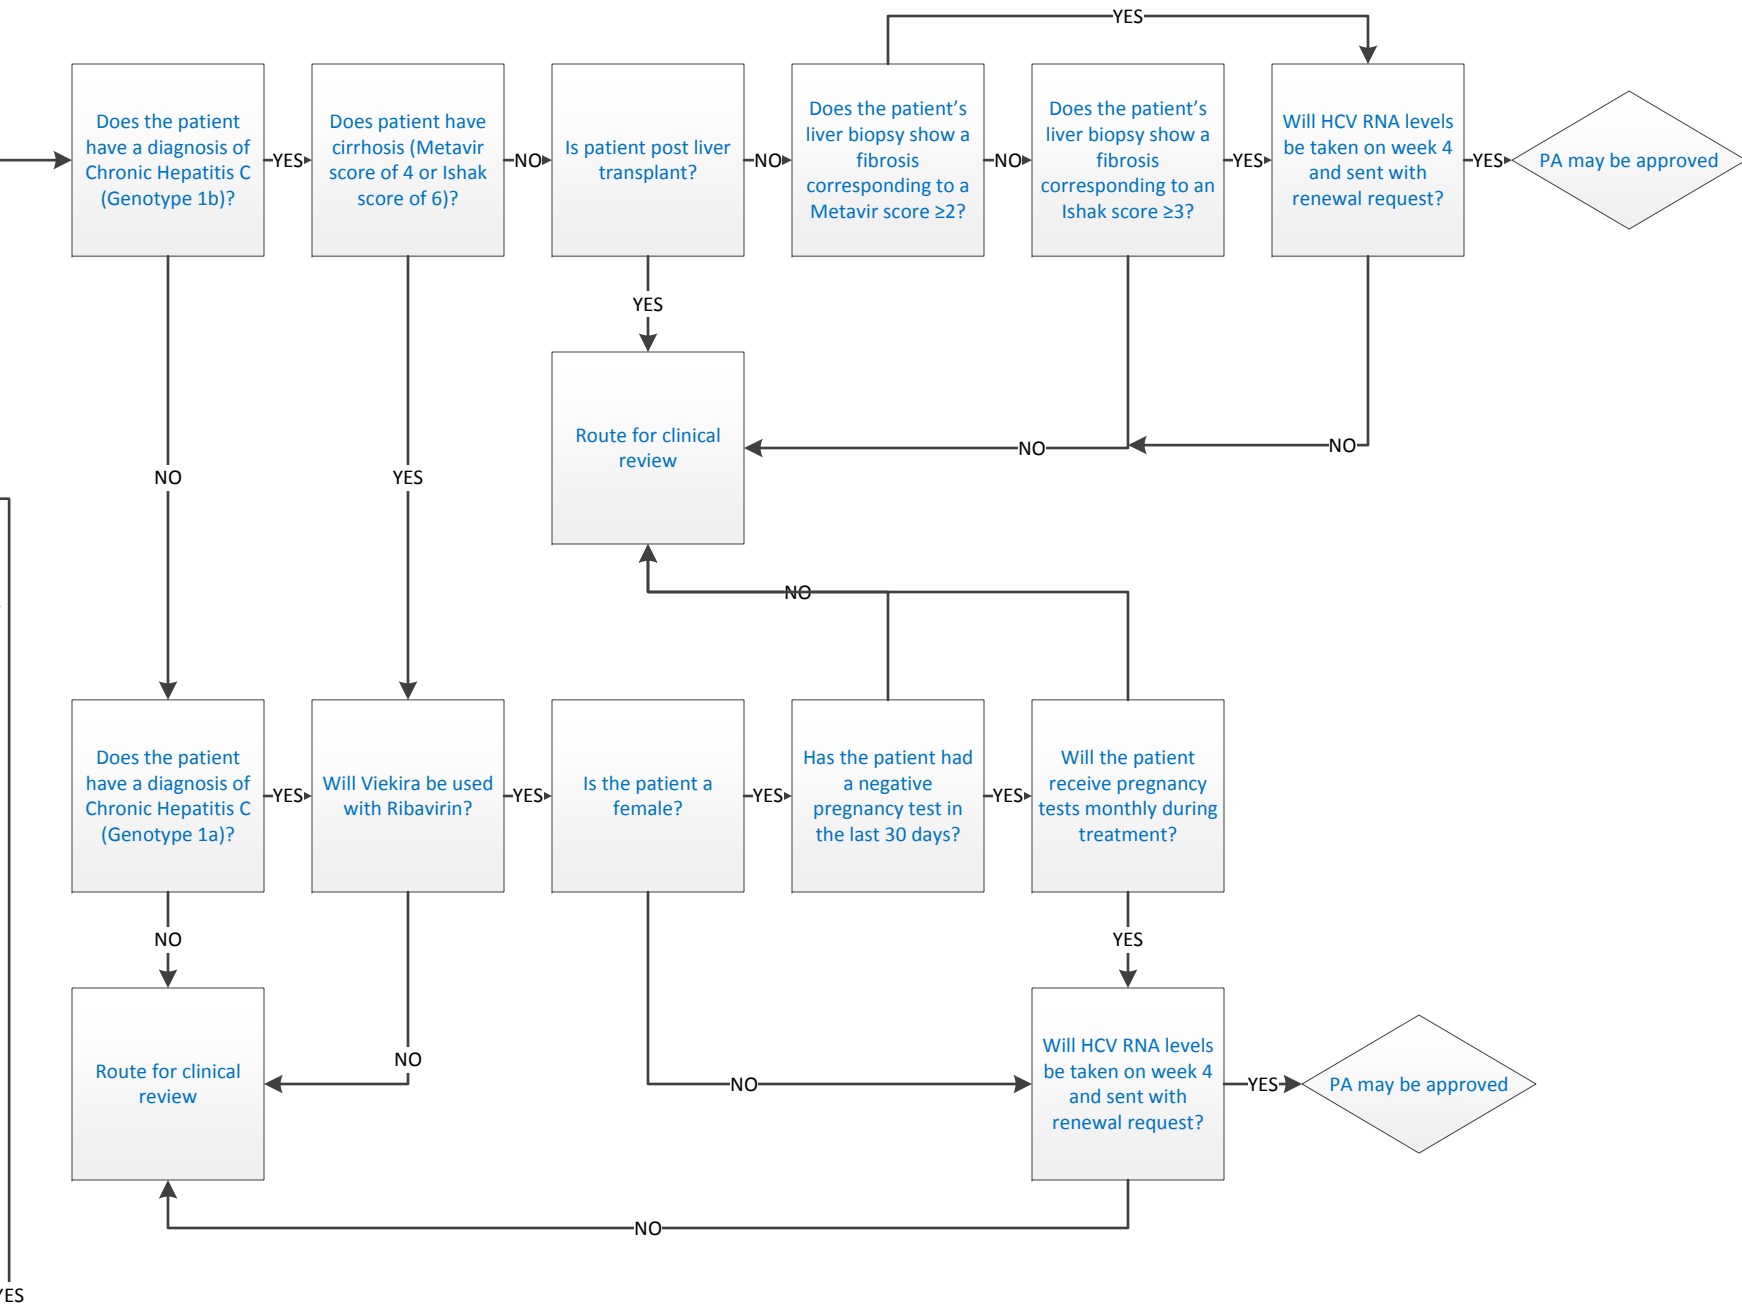 YES
Does the patient
have a diagnosis of
Chronic Hepatitis C
(Genotype 1b)?
YES
Does patient have
cirrhosis (Metavir
score of 4 or Ishak
score of 6)?
NO
Is patient post liver
transplant?
NO
Does the patient’s
liver biopsy show a
fibrosis
corresponding to a
Metavir score ≥2?
NO
Does the patient’s
liver biopsy show a
fibrosis
corresponding to an
Ishak score ≥3?
YES
Will HCV RNA levels
be taken on week 4
and sent with
renewal request?
YES
PA may be approved
YES
Route for clinical
review
NO
NO
NO
YES
NO
Does the patient
have a diagnosis of
Chronic Hepatitis C
(Genotype 1a)?
YES
Will Viekira be used
with Ribavirin?
YES
Is the patient a
female?
YES
Has the patient had
a negative
pregnancy test in
the last 30 days?
YES
Will the patient
receive pregnancy
tests monthly during
treatment?
NO
YES
Route for clinical
review
NO
NO
Will HCV RNA levels
be taken on week 4
and sent with
renewal request?
YES
PA may be approved
NO
YES